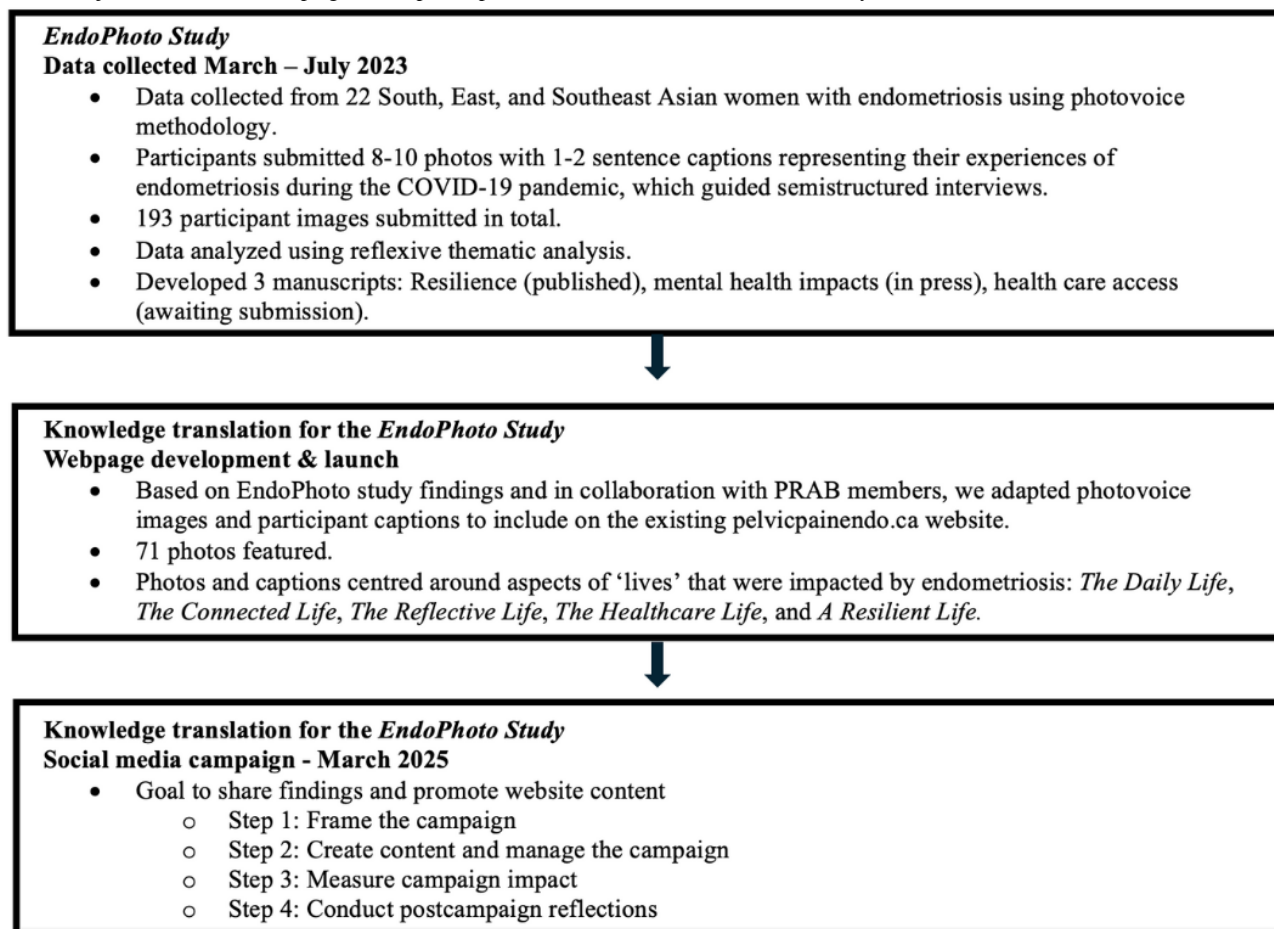 EndoPhoto Study
Data collected March – July 2023
• Data collected from 22 South, East, and Southeast Asian women with endometriosis using photovoice
methodology.
• Participants submitted 8-10 photos with 1-2 sentence captions representing their experiences of
endometriosis during the COVID-19 pandemic, which guided semistructured interviews.
• 193 participant images submitted in total.
• Data analyzed using reflexive thematic analysis.
• Developed 3 manuscripts: Resilience (published), mental health impacts (in press), health care access
(awaiting submission).
Knowledge translation for the EndoPhoto Study
Webpage development & launch
• Based on EndoPhoto study findings and in collaboration with PRAB members, we adapted photovoice
images and participant captions to include on the existing pelvicpainendo.ca website.
• 71 photos featured.
• Photos and captions centred around aspects of ‘lives’ that were impacted by endometriosis: The Daily Life,
The Connected Life, The Reflective Life, The Healthcare Life, and A Resilient Life.
Knowledge translation for the EndoPhoto Study
Social media campaign - March 2025
• Goal to share findings and promote website content
o Step 1: Frame the campaign
o Step 2: Create content and manage the campaign
o Step 3: Measure campaign impact
o Step 4: Conduct postcampaign reflections